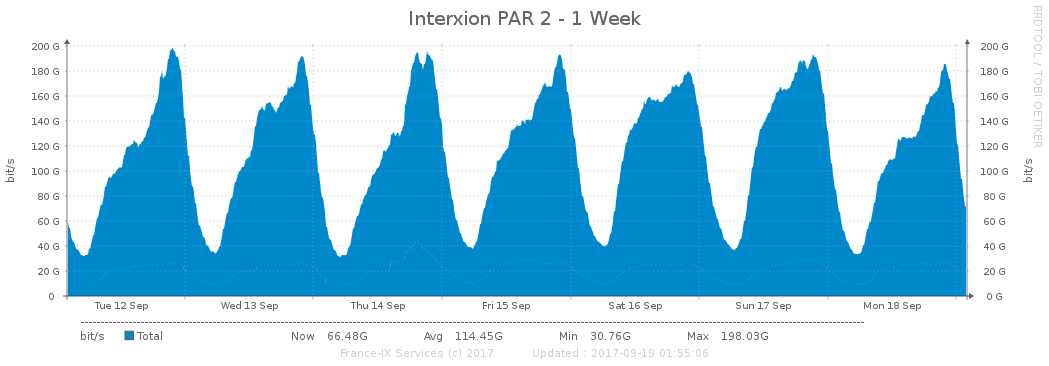 Interxion PAR 2 - 1 Week
RRDTOOL / TOBI OETIKER
200 G 200 G
180 G 180 G
160 G 160 G
140 G 140 G
120 G 120 G
100 G 100 G
80 G 80 G
60 G 60 G
40 G 40 G
20 G 20 G
0 0 G
bit/s
bit/s
Tue 12 Sep Wed 13 Sep Thu 14 Sep Fri 15 Sep Sat 16 Sep Sun 17 Sep Mon 18 Sep
bit/s Total Now 66.48G Avg 114.45G Min 30.76G Max 198.03G
France-IX Services (c) 2017 Updated : 2017-09-19 01:55:06